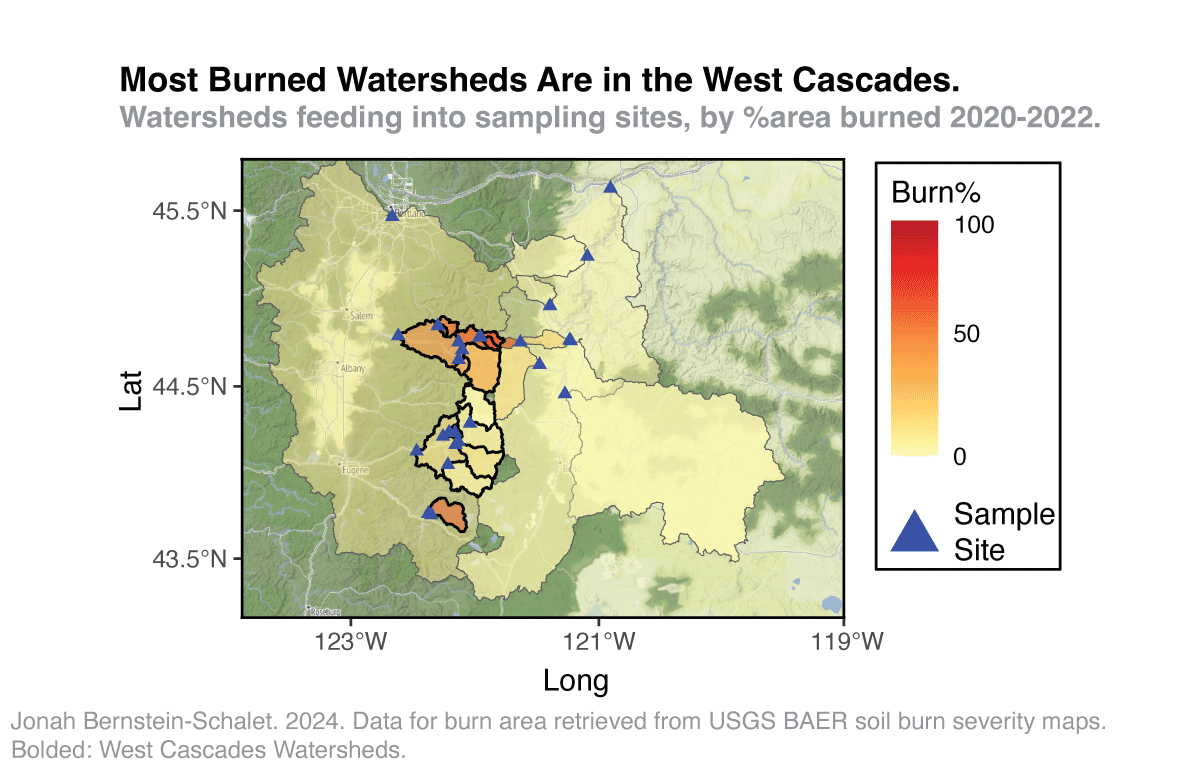 Most Burned Watersheds Are in the West Cascades.
Watersheds feeding into sampling sites, by %area burned 2020-2022.
45.5°N
44.5°N
43.5°N
Lat
Portland
Salem
Albany
Eugene
Bend
Roseburg
123°W
121°W
119°W
Long
Burn%
100
50
0
Sample
Site
Jonah Bernstein-Schalet. 2024. Data for burn area retrieved from USGS BAER soil burn severity maps.
Bolded: West Cascades Watersheds.